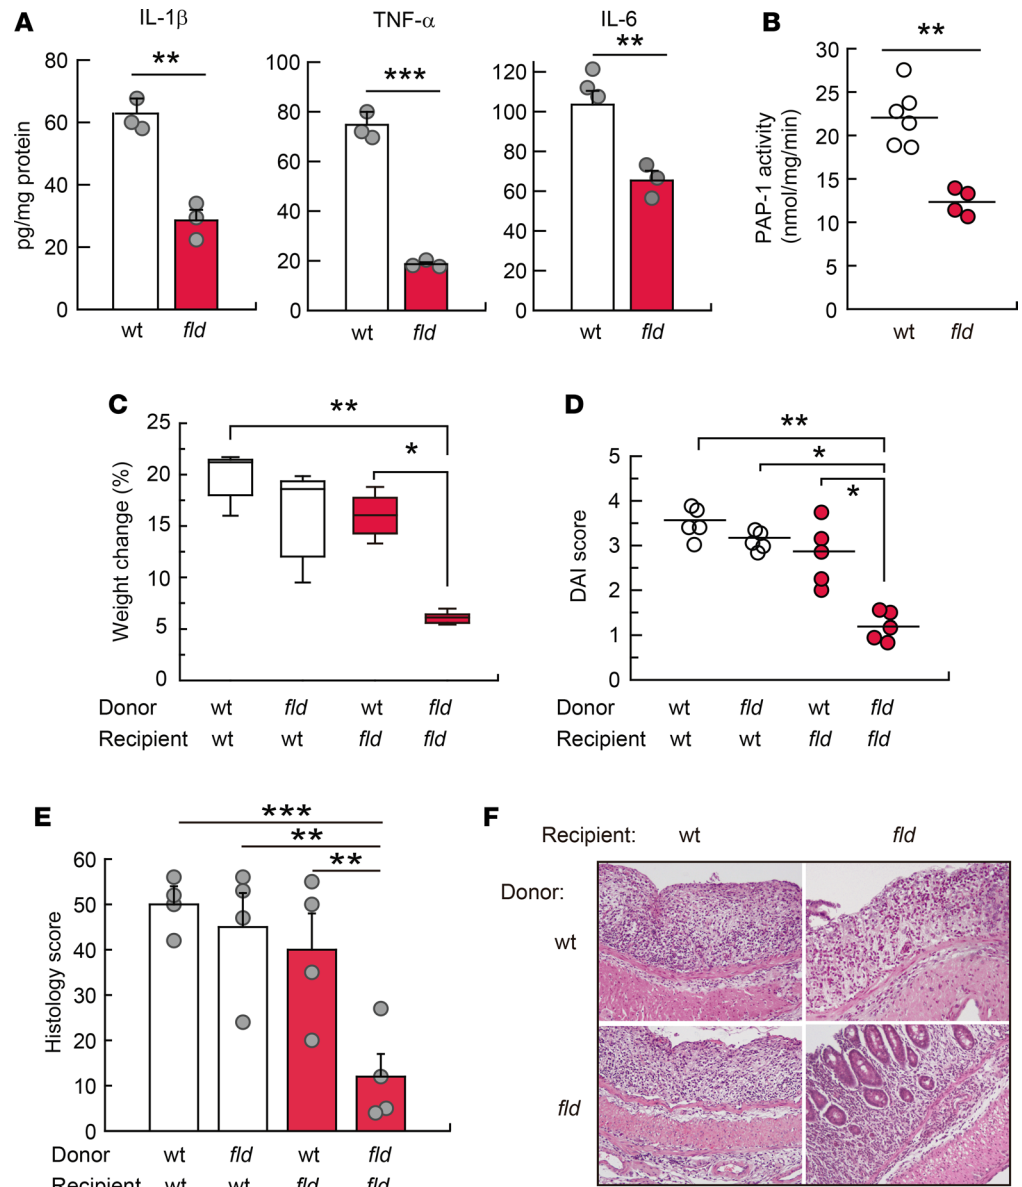 A
IL-1β
TNF-α
IL-6
B
** *** ** **
pg/mg protein
80
60
40
20
0
wt fld
100
80
60
40
20
0
wt fld
120
100
80
60
40
20
0
wt fld
PAP-1 activity
(nmol/mg/min)
30
25
20
15
10
5
0
wt fld
C
**
*
Weight change (%)
25
20
15
10
5
0
Donor wt fld wt fld
Recipient wt wt fld fld
D
**
*
*
DAI score
5
4
3
2
1
0
Donor wt fld wt fld
Recipient wt wt fld fld
E
***
**
**
Histology score
60
50
40
30
20
10
0
Donor wt fld wt fld
Recipient wt wt fld fld
F
Recipient: wt fld
Donor:
wt
fld